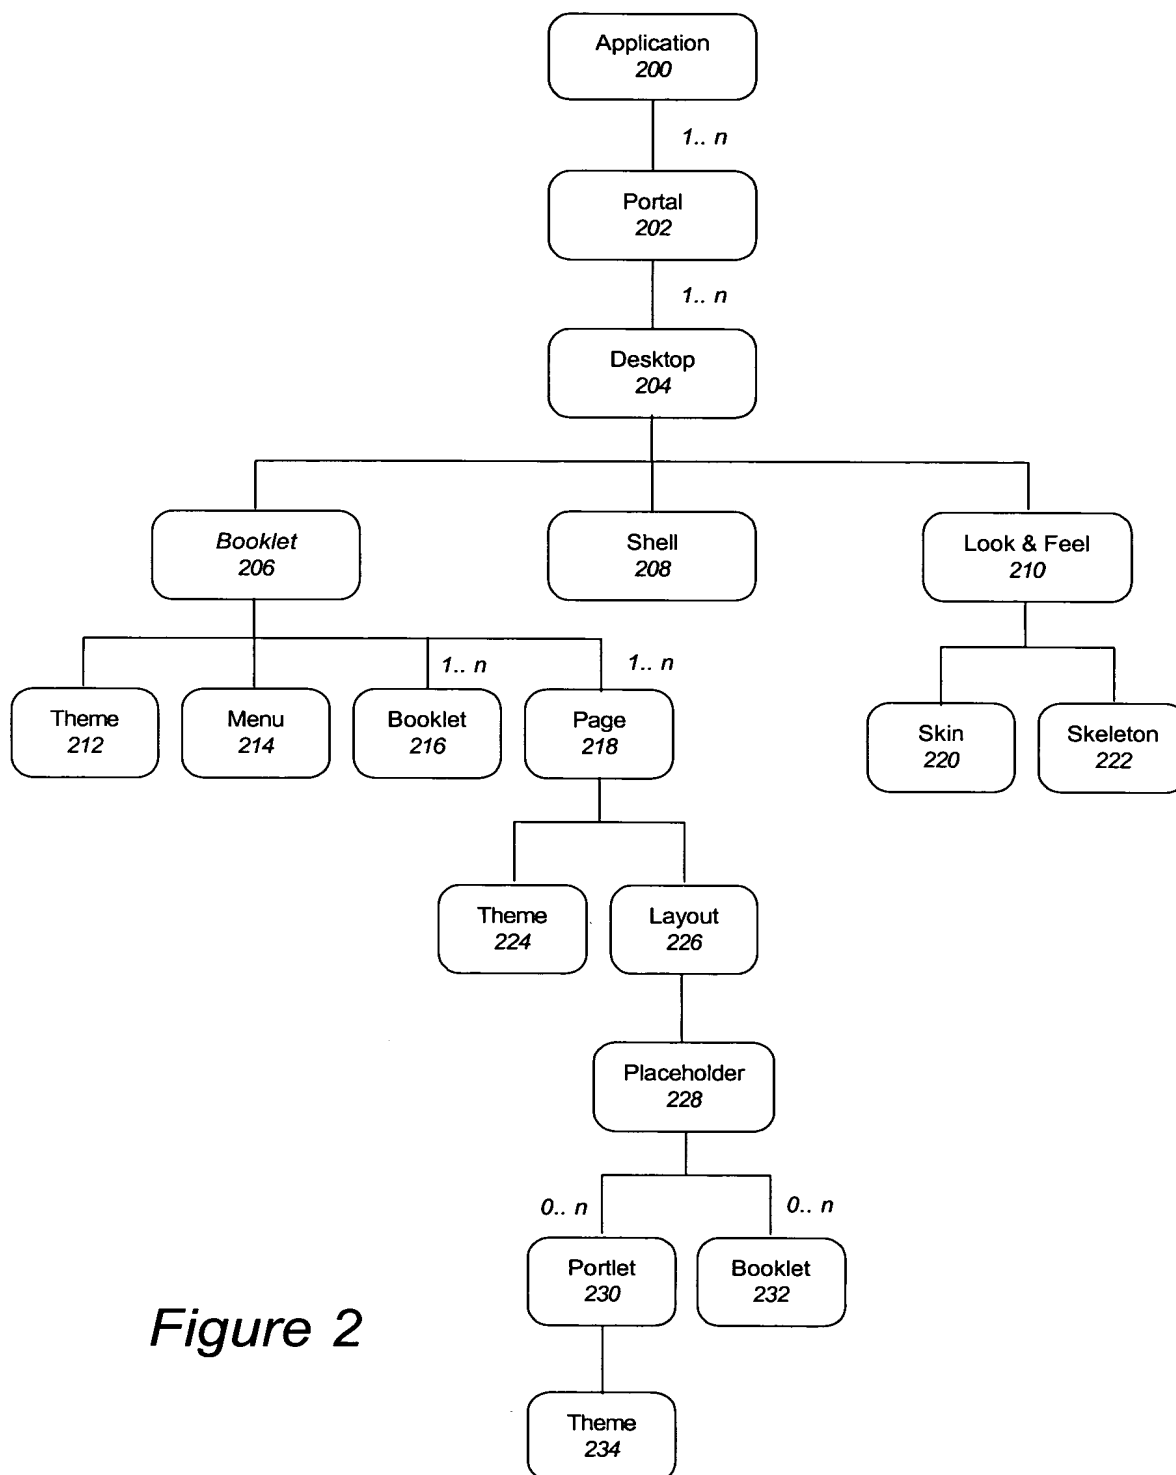 Application
200
1.. n
Portal
202
1.. n
Desktop
204
Booklet
206
Shell
208
Look & Feel
210
1.. n
1.. n
Theme
212
Menu
214
Booklet
216
Page
218
Skin
220
Skeleton
222
Theme
224
Layout
226
Placeholder
228
0.. n
0.. n
Portlet
230
Booklet
232
Figure 2
Theme
234